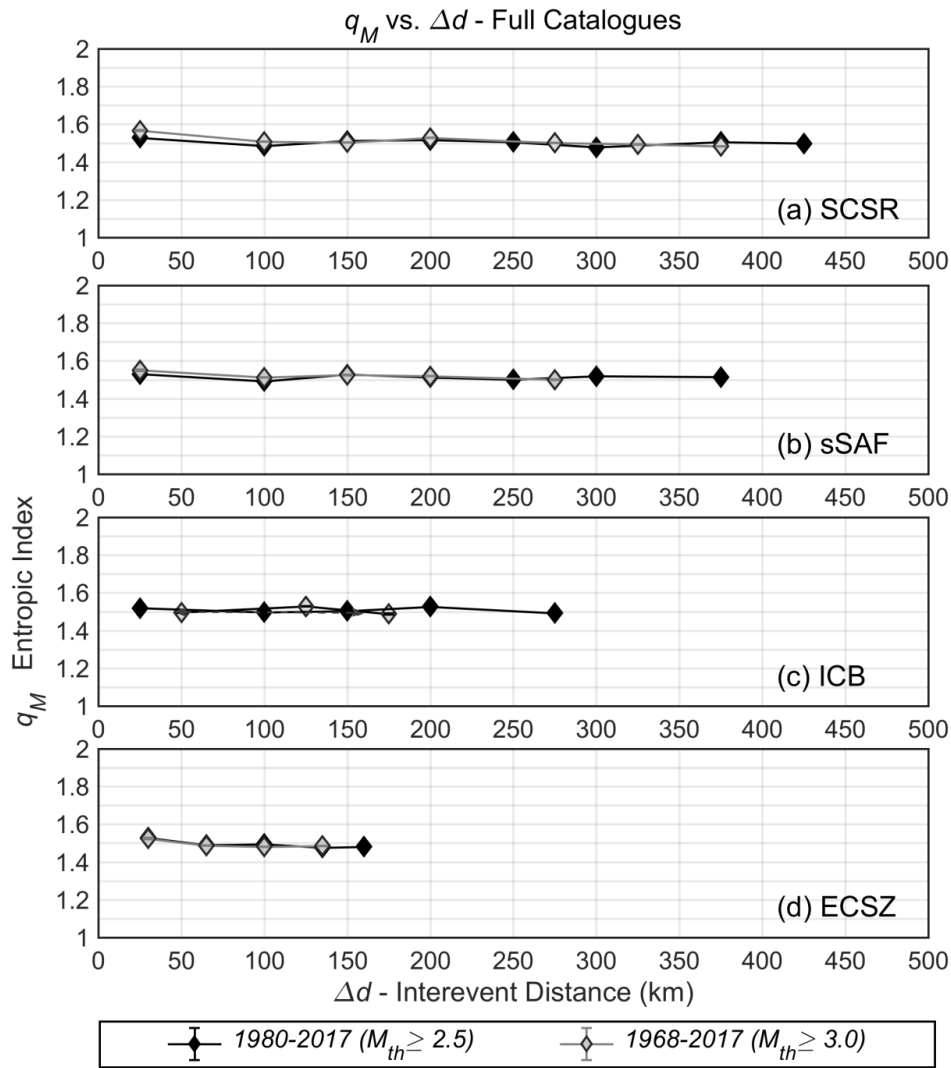 q_M vs. Δd - Full Catalogues
2
1.8
1.6
1.4
1.2
1
(a) SCSR
0 50 100 150 200 250 300 350 400 450 500
2
1.8
1.6
1.4
1.2
1
(b) sSAF
0 50 100 150 200 250 300 350 400 450 500
q_M Entropic Index
2
1.8
1.6
1.4
1.2
1
(c) ICB
0 50 100 150 200 250 300 350 400 450 500
2
1.8
1.6
1.4
1.2
1
(d) ECSZ
0 50 100 150 200 250 300 350 400 450 500
Δd - Interevent Distance (km)
1980-2017 (M_th ≥ 2.5) 1968-2017 (M_th ≥ 3.0)